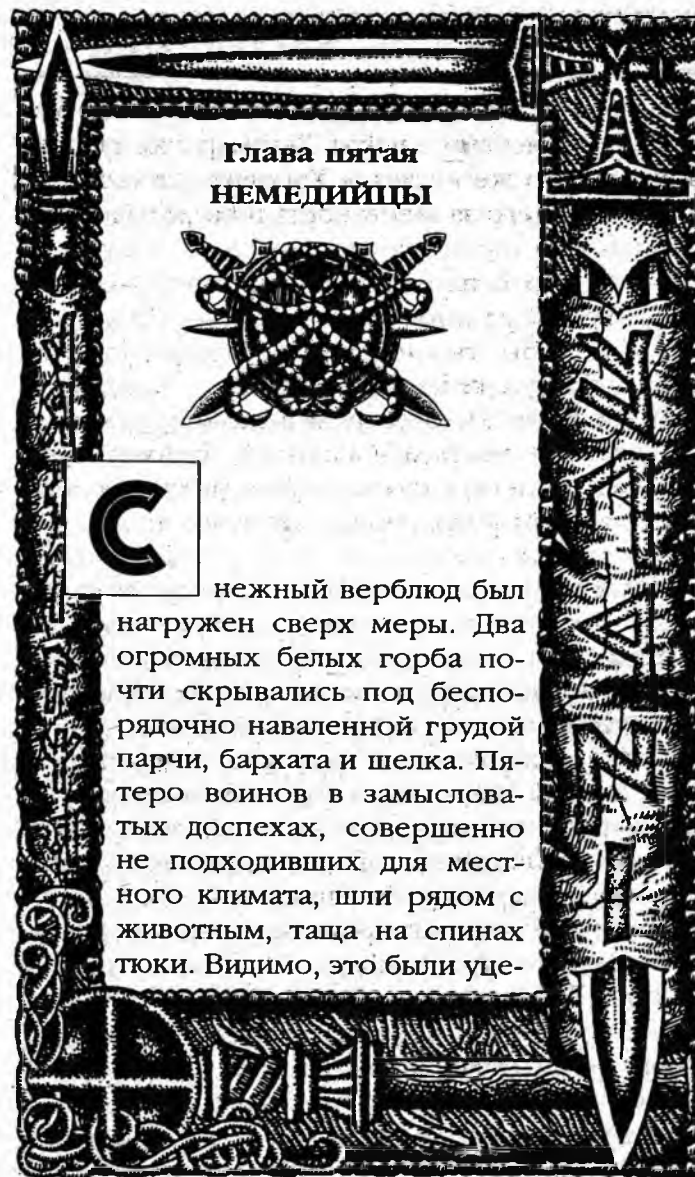 Глава пятая
НЕМЕДИЙЦЫ
Снежный верблюд был
нагружен сверх меры. Два
огромных белых горба по-
чти скрывались под беспо-
рядочно наваленной грудой
парчи, бархата и шелка. Пя-
теро воинов в замыслова-
тых доспехах, совершенно
не подходивших для мест-
ного климата, шли рядом с
животным, таща на спинах
тюки. Видимо, это были уце-